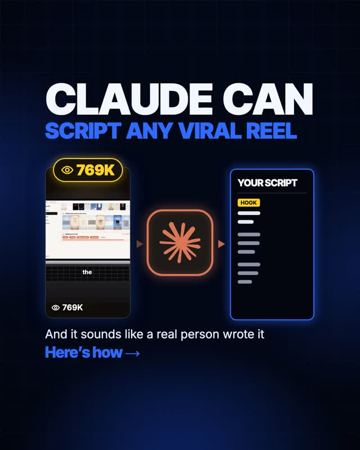 CLAUDE CAN
SCRIPT ANY VIRAL REEL
769K
the
769K
YOUR SCRIPT
HOOK
And it sounds like a real person wrote it
Here's how →